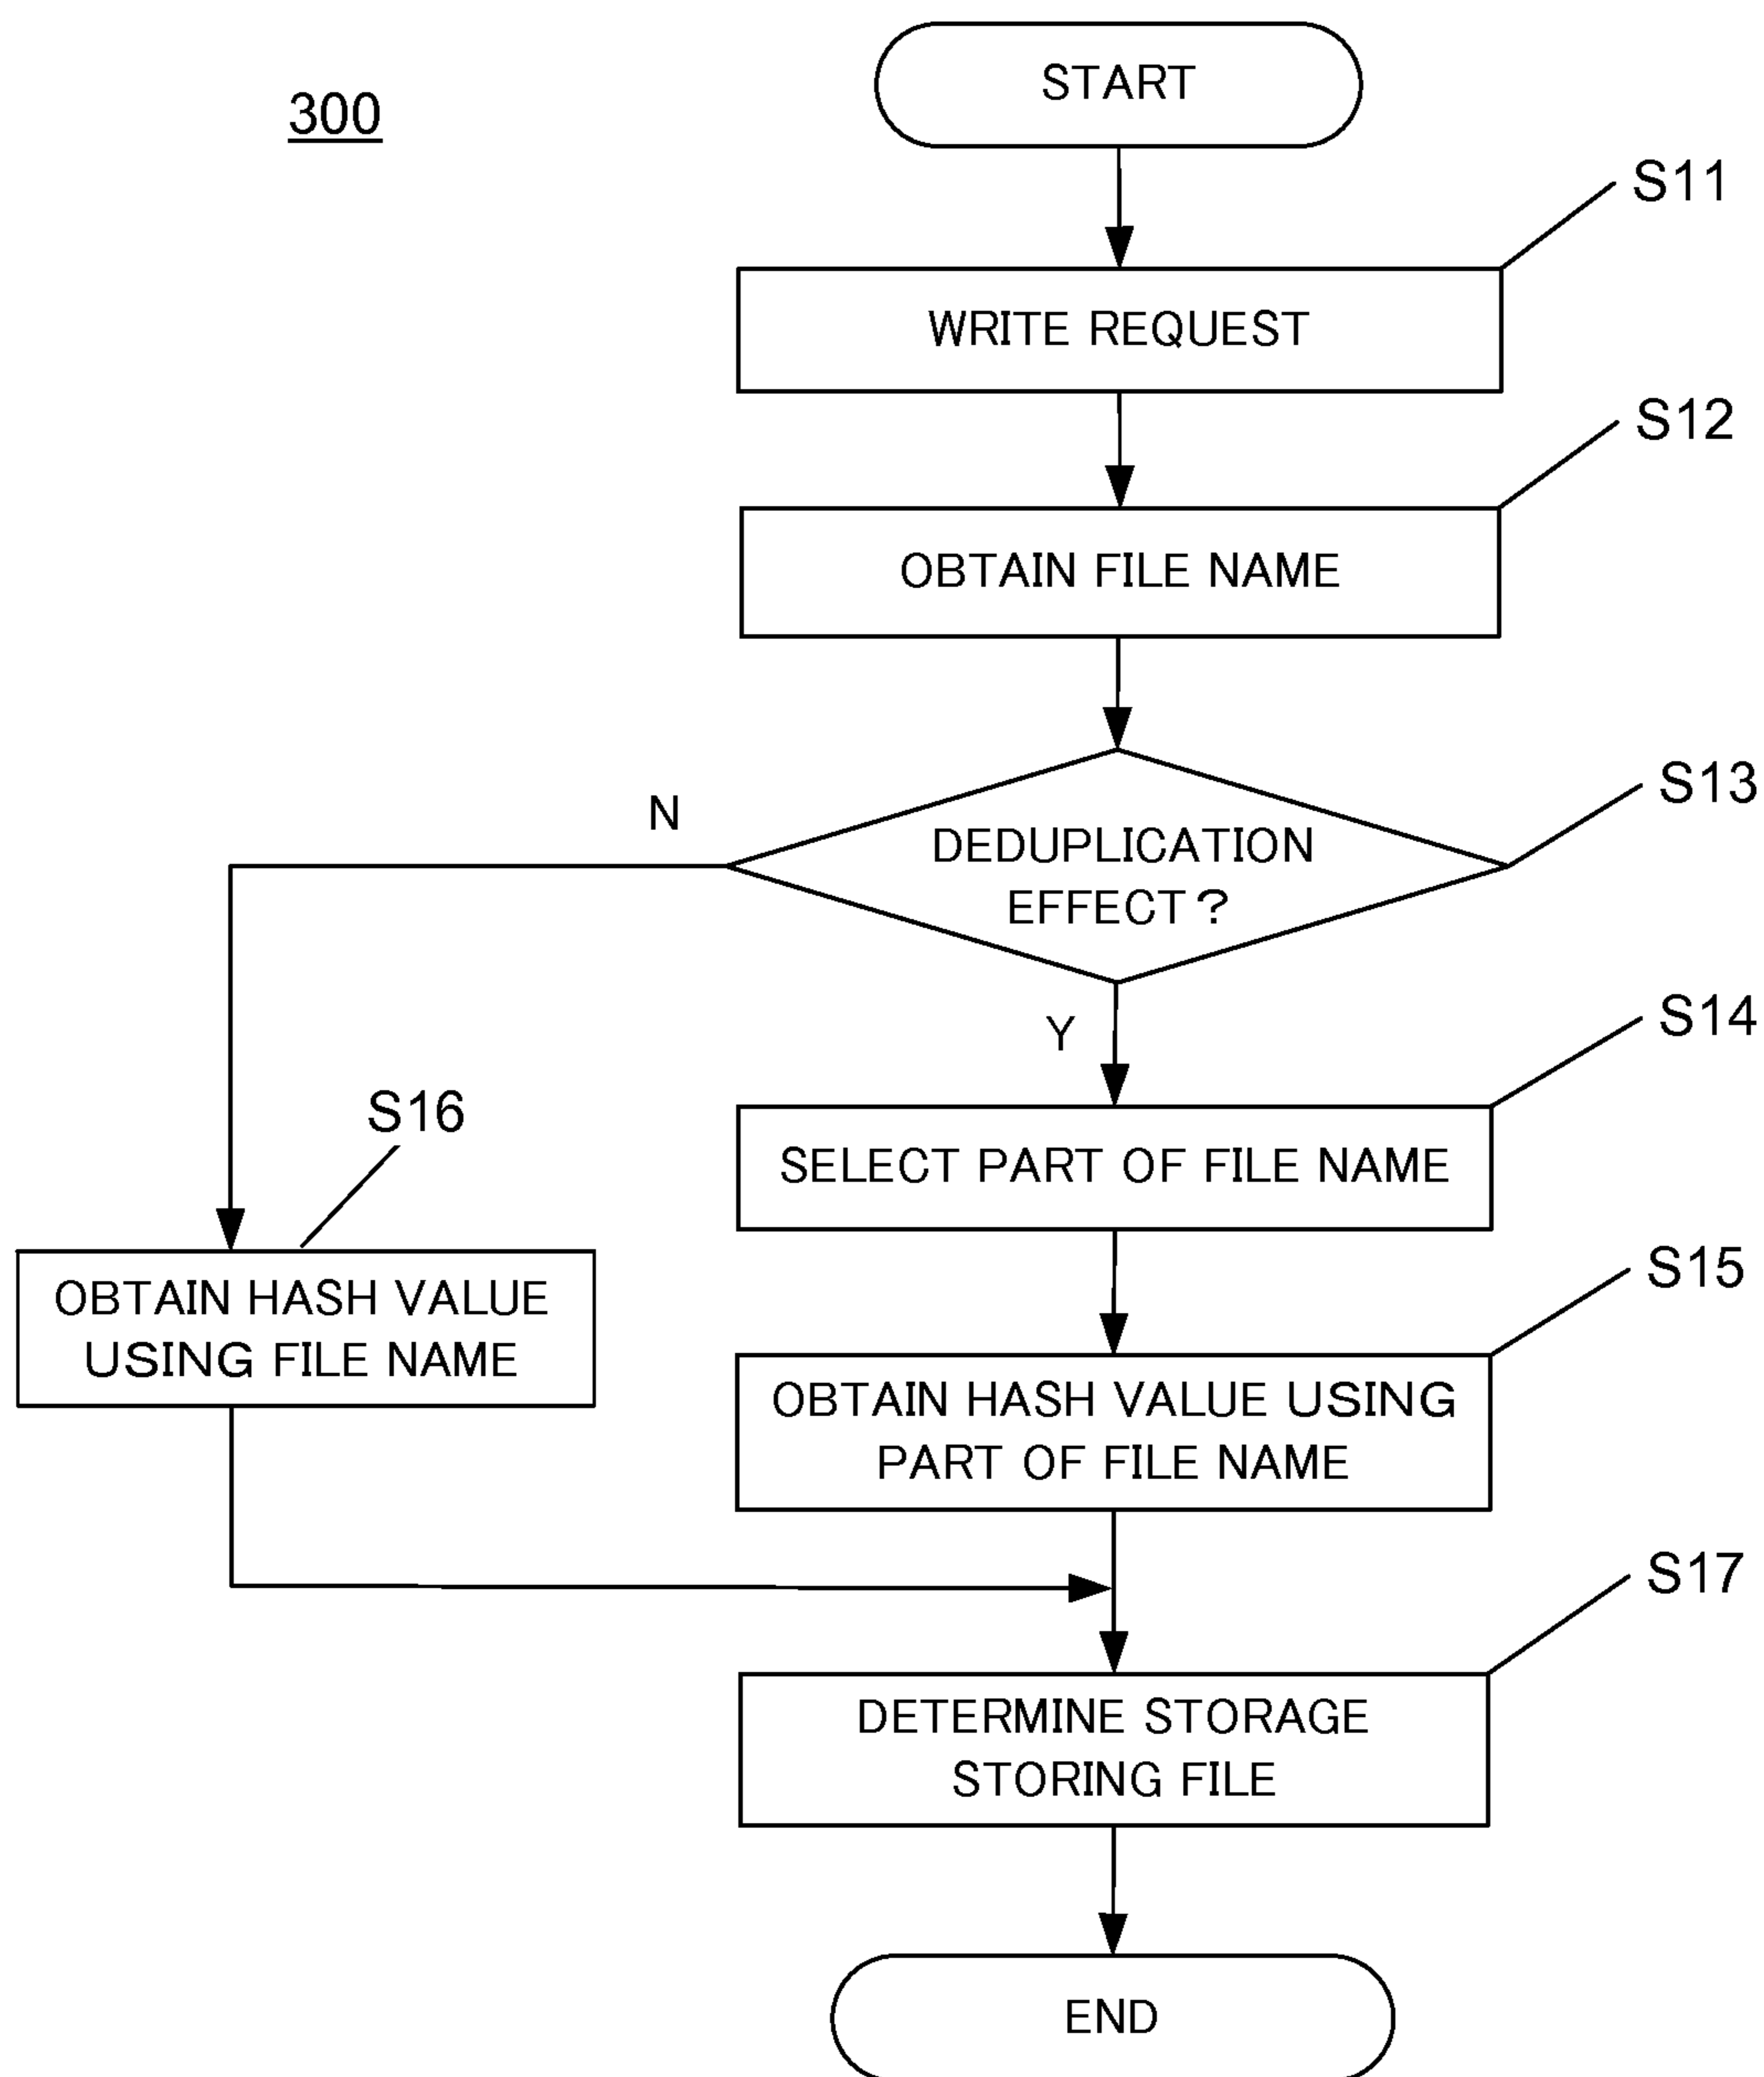 START
300
S11
WRITE REQUEST
S12
OBTAIN FILE NAME
S13
N
DEDUPLICATION
EFFECT?
S14
Y
S16
SELECT PART OF FILE NAME
S15
OBTAIN HASH VALUE
USING FILE NAME
OBTAIN HASH VALUE USING
PART OF FILE NAME
S17
DETERMINE STORAGE
STORING FILE
END